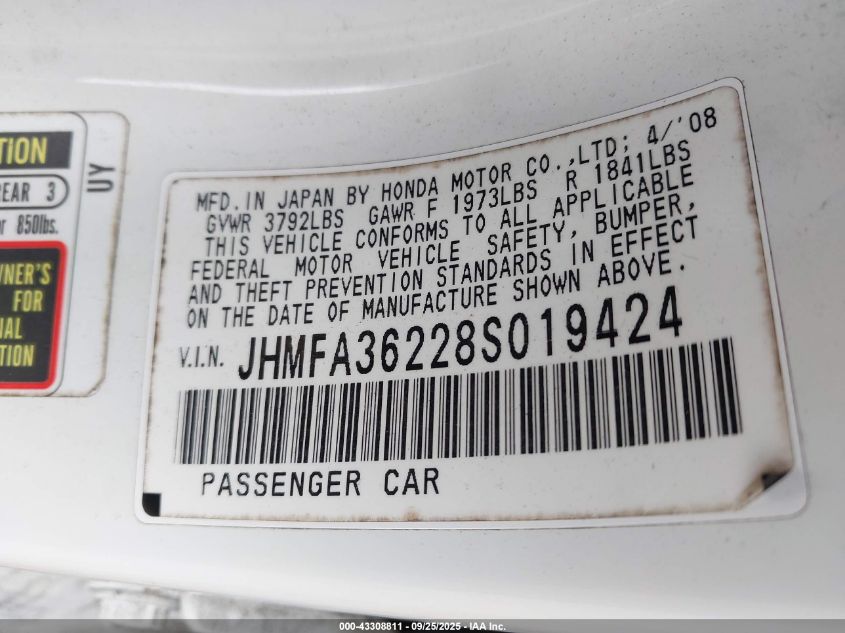 TION
REAR 3
850lbs.
NER'S
FOR
TION
UY
MFD. IN JAPAN BY HONDA MOTOR CO.,LTD; 4/'08
GVWR 3792LBS GAWR F 1973LBS R 1841LBS
THIS VEHICLE CONFORMS TO ALL APPLICABLE
FEDERAL MOTOR VEHICLE SAFETY, BUMPER,
AND THEFT PREVENTION STANDARDS IN EFFECT
ON THE DATE OF MANUFACTURE SHOWN ABOVE.
V.I.N. JHMFA36228S019424
PASSENGER CAR
000-43308811 - 09/25/2025 - IAA Inc.